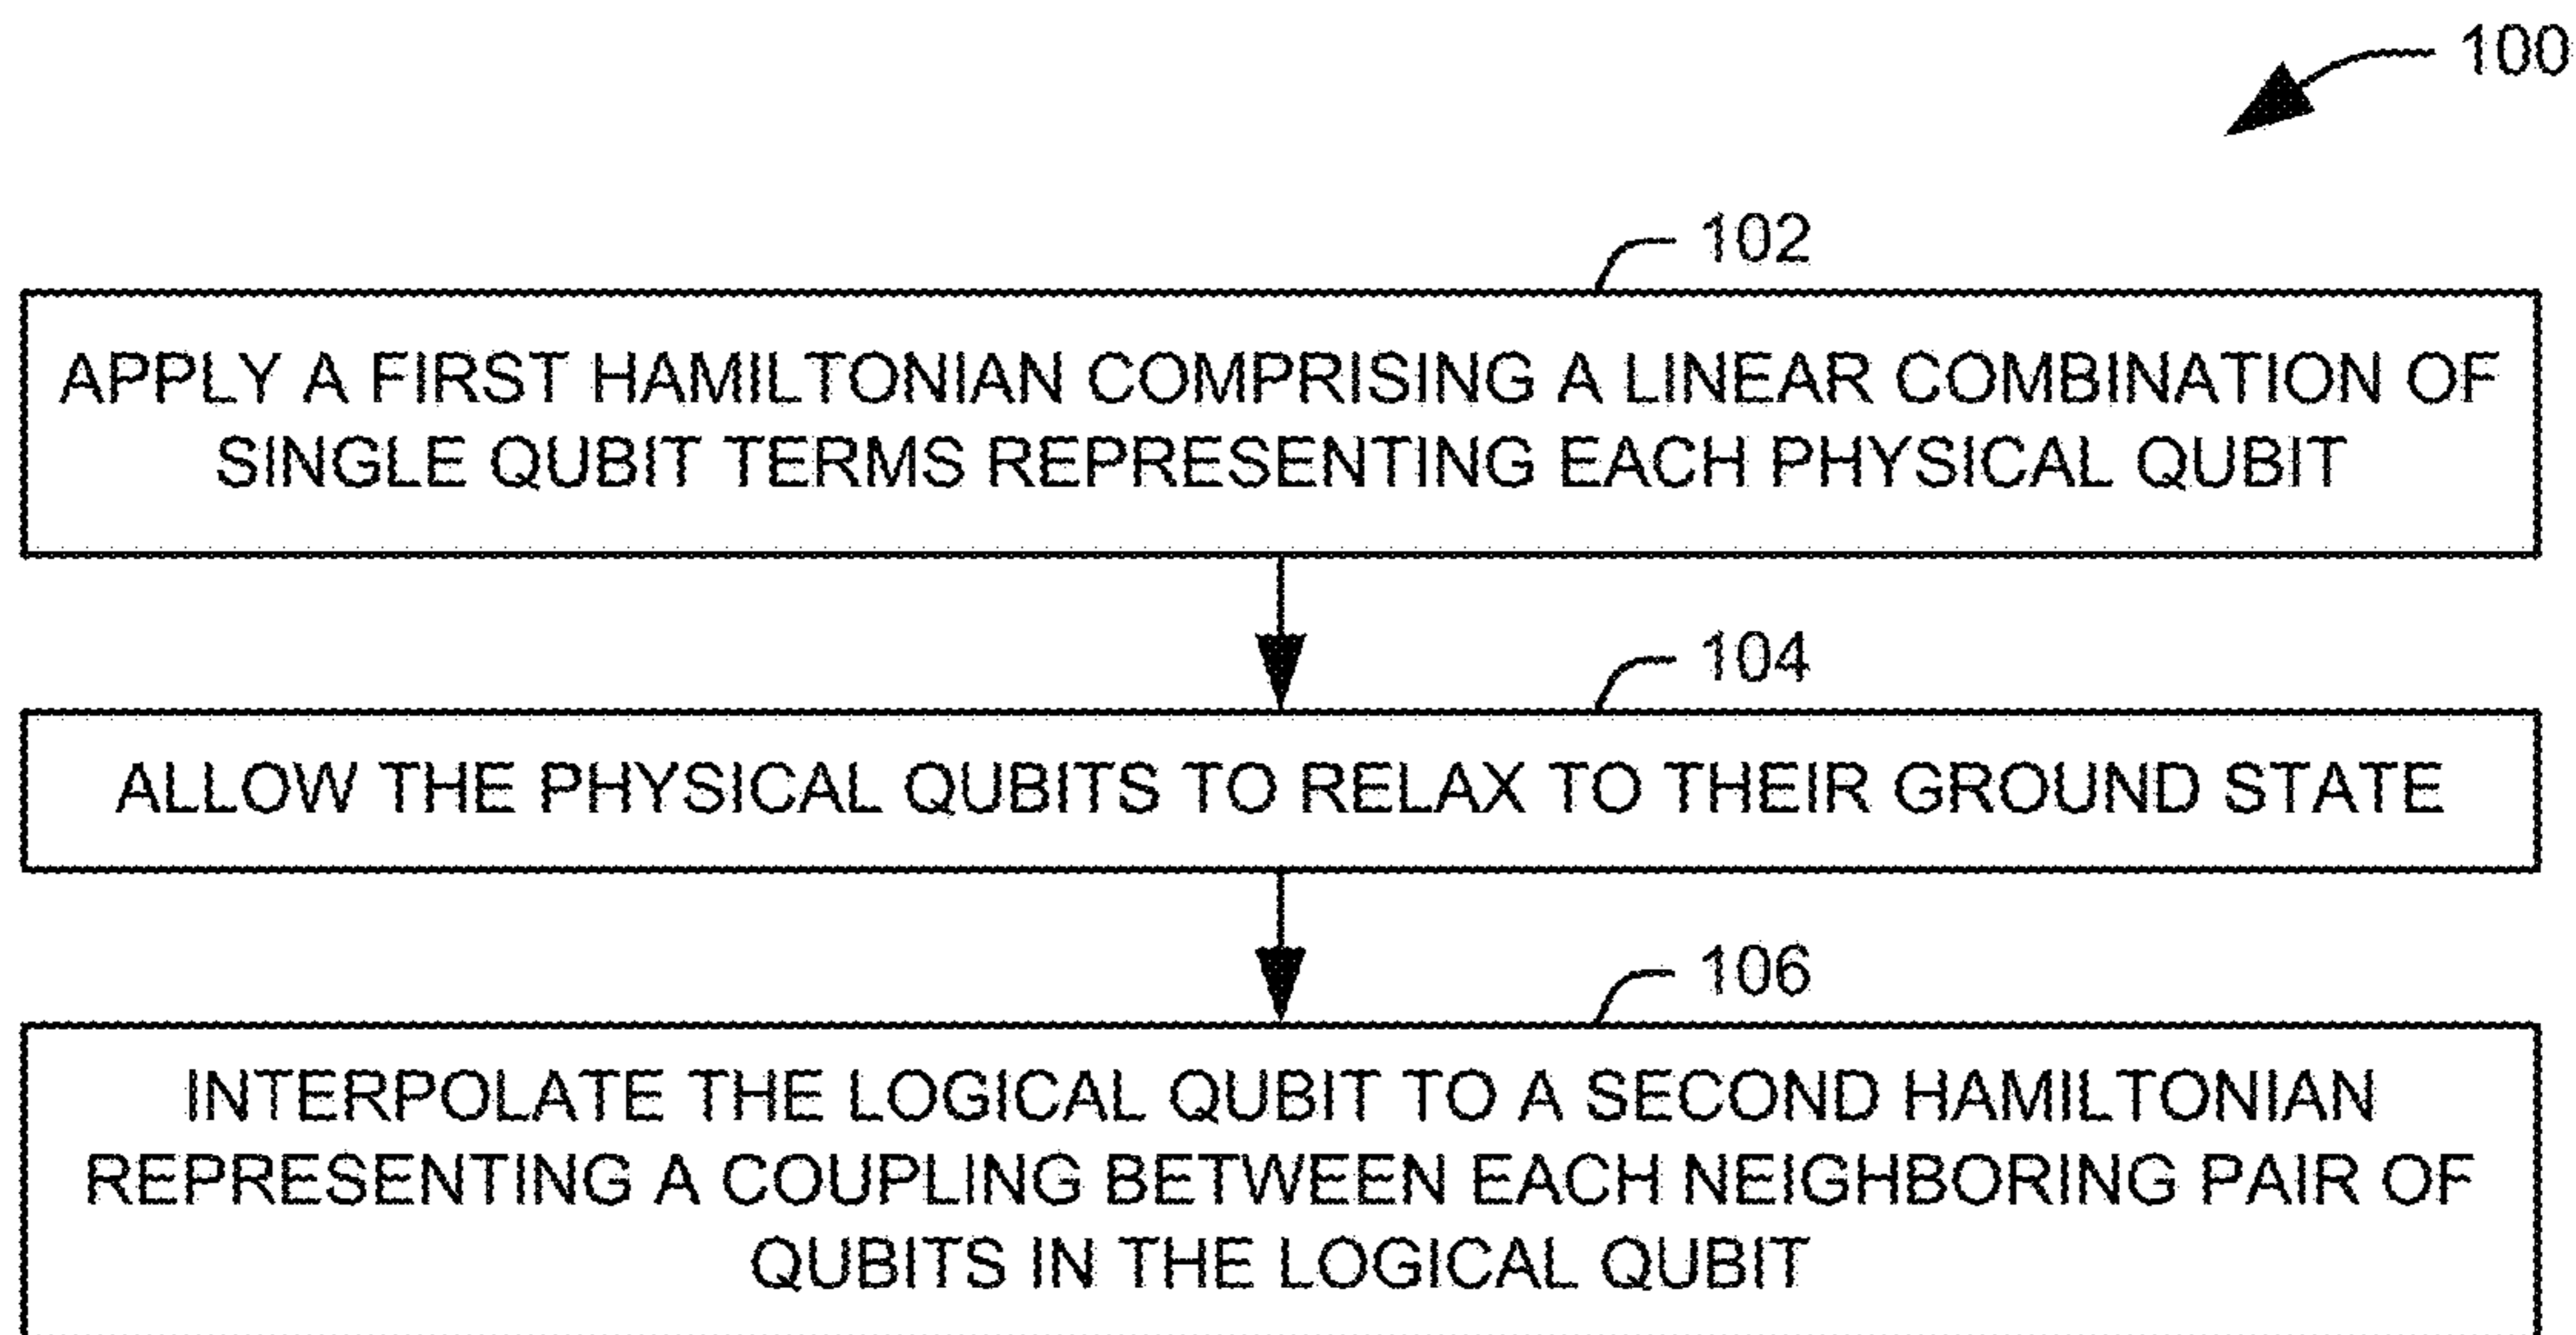 100
102
APPLY A FIRST HAMILTONIAN COMPRISING A LINEAR COMBINATION OF
SINGLE QUBIT TERMS REPRESENTING EACH PHYSICAL QUBIT
104
ALLOW THE PHYSICAL QUBITS TO RELAX TO THEIR GROUND STATE
106
INTERPOLATE THE LOGICAL QUBIT TO A SECOND HAMILTONIAN
REPRESENTING A COUPLING BETWEEN EACH NEIGHBORING PAIR OF
QUBITS IN THE LOGICAL QUBIT